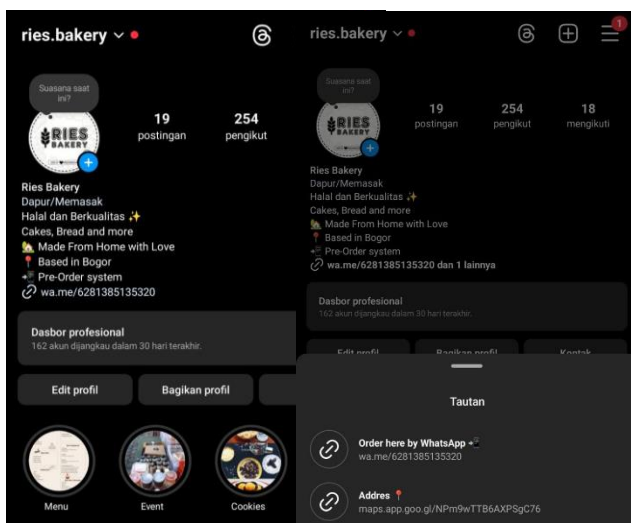 ries.bakery
Suasana saat
ini?
RIES
BAKERY
19
postingan
254
pengikut
Ries Bakery
Dapur/Memasak
Halal dan Berkualitas ✨
Cakes, Bread and more
🏡 Made From Home with Love
📍 Based in Bogor
📲 Pre-Order system
wa.me/6281385135320
Dasbor profesional
162 akun dijangkau dalam 30 hari terakhir.
Edit profil
Bagikan profil
Menu
Event
Cookies
ries.bakery
1
Suasana saat
ini?
RIES
BAKERY
19
postingan
254
pengikut
18
mengikuti
Ries Bakery
Dapur/Memasak
Halal dan Berkualitas ✨
Cakes, Bread and more
🏡 Made From Home with Love
📍 Based in Bogor
📲 Pre-Order system
wa.me/6281385135320 dan 1 lainnya
Dasbor profesional
162 akun dijangkau dalam 30 hari terakhir.
Edit profil
Bagikan profil
Kontak
Tautan
Order here by WhatsApp 📲
wa.me/6281385135320
Addres 📍
maps.app.goo.gl/NPm9wTTB6AXPSgC76